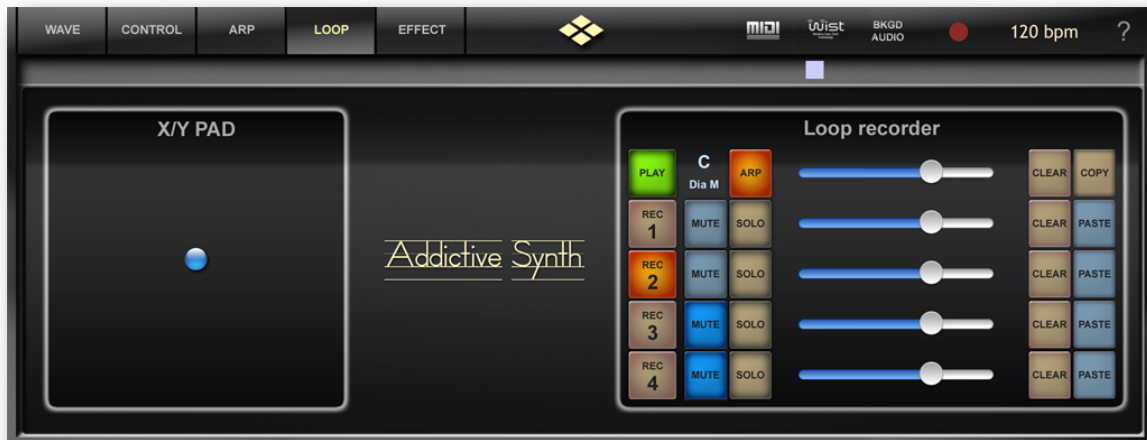 WAVE CONTROL ARP LOOP EFFECT MIDI WIST BKGD AUDIO 120 bpm ?
X/Y PAD
Addictive Synth
Loop recorder
PLAY C Dia M ARP CLEAR COPY
REC 1 MUTE SOLO CLEAR PASTE
REC 2 MUTE SOLO CLEAR PASTE
REC 3 MUTE SOLO CLEAR PASTE
REC 4 MUTE SOLO CLEAR PASTE